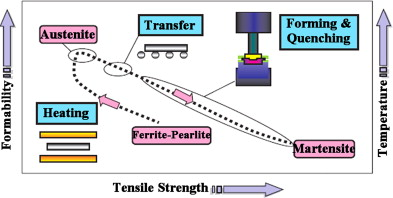 Transfer
Forming &
Quenching
Austenite
Heating
Ferrite-Pearlite
Martensite
Formability
Temperature
Tensile Strength